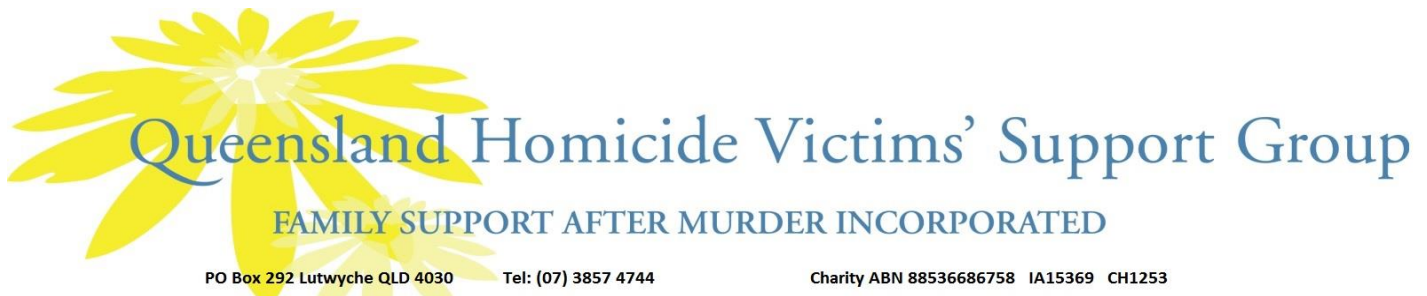 Queensland Homicide Victims' Support Group
FAMILY SUPPORT AFTER MURDER INCORPORATED
PO Box 292 Lutwyche QLD 4030 Tel: (07) 3857 4744 Charity ABN 88536686758 IA15369 CH1253